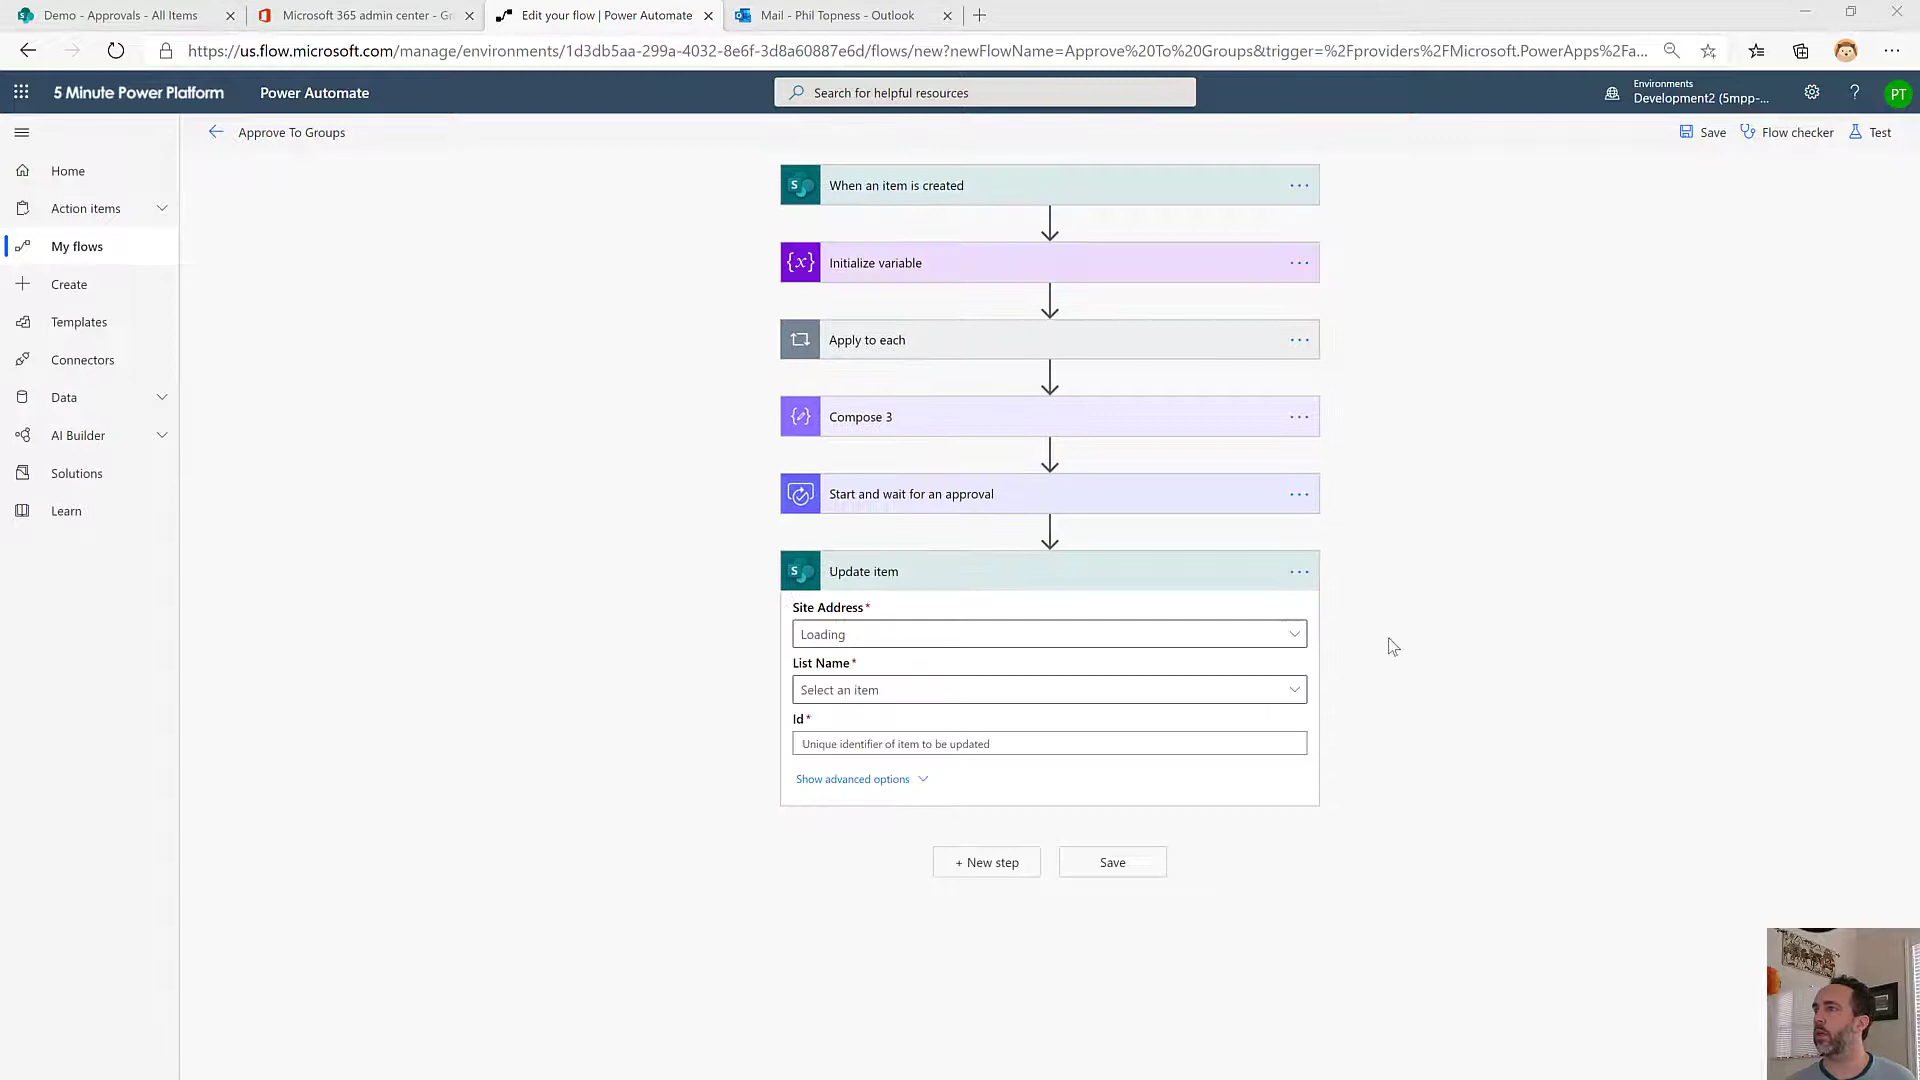 Demo - Approvals - All Items
Microsoft 365 admin center - Gr
Edit your flow | Power Automate
Mail - Phil Topness - Outlook
https://us.flow.microsoft.com/manage/environments/1d3db5aa-299a-4032-8e6f-3d8a60887e6d/flows/new?newFlowName=Approve%20To%20Groups&trigger=%2Fproviders%2FMicrosoft.PowerApps%2Fa...
5 Minute Power Platform
Power Automate
Search for helpful resources
Environments
Development2 (5mpp-...
?
PT
Approve To Groups
Save
Flow checker
Test
Home
Action items
My flows
Create
Templates
Connectors
Data
AI Builder
Solutions
Learn
S
When an item is created
{x}
Initialize variable
Apply to each
Compose 3
Start and wait for an approval
S
Update item
Site Address*
Loading
List Name*
Select an item
Id*
Unique identifier of item to be updated
Show advanced options
+ New step
Save